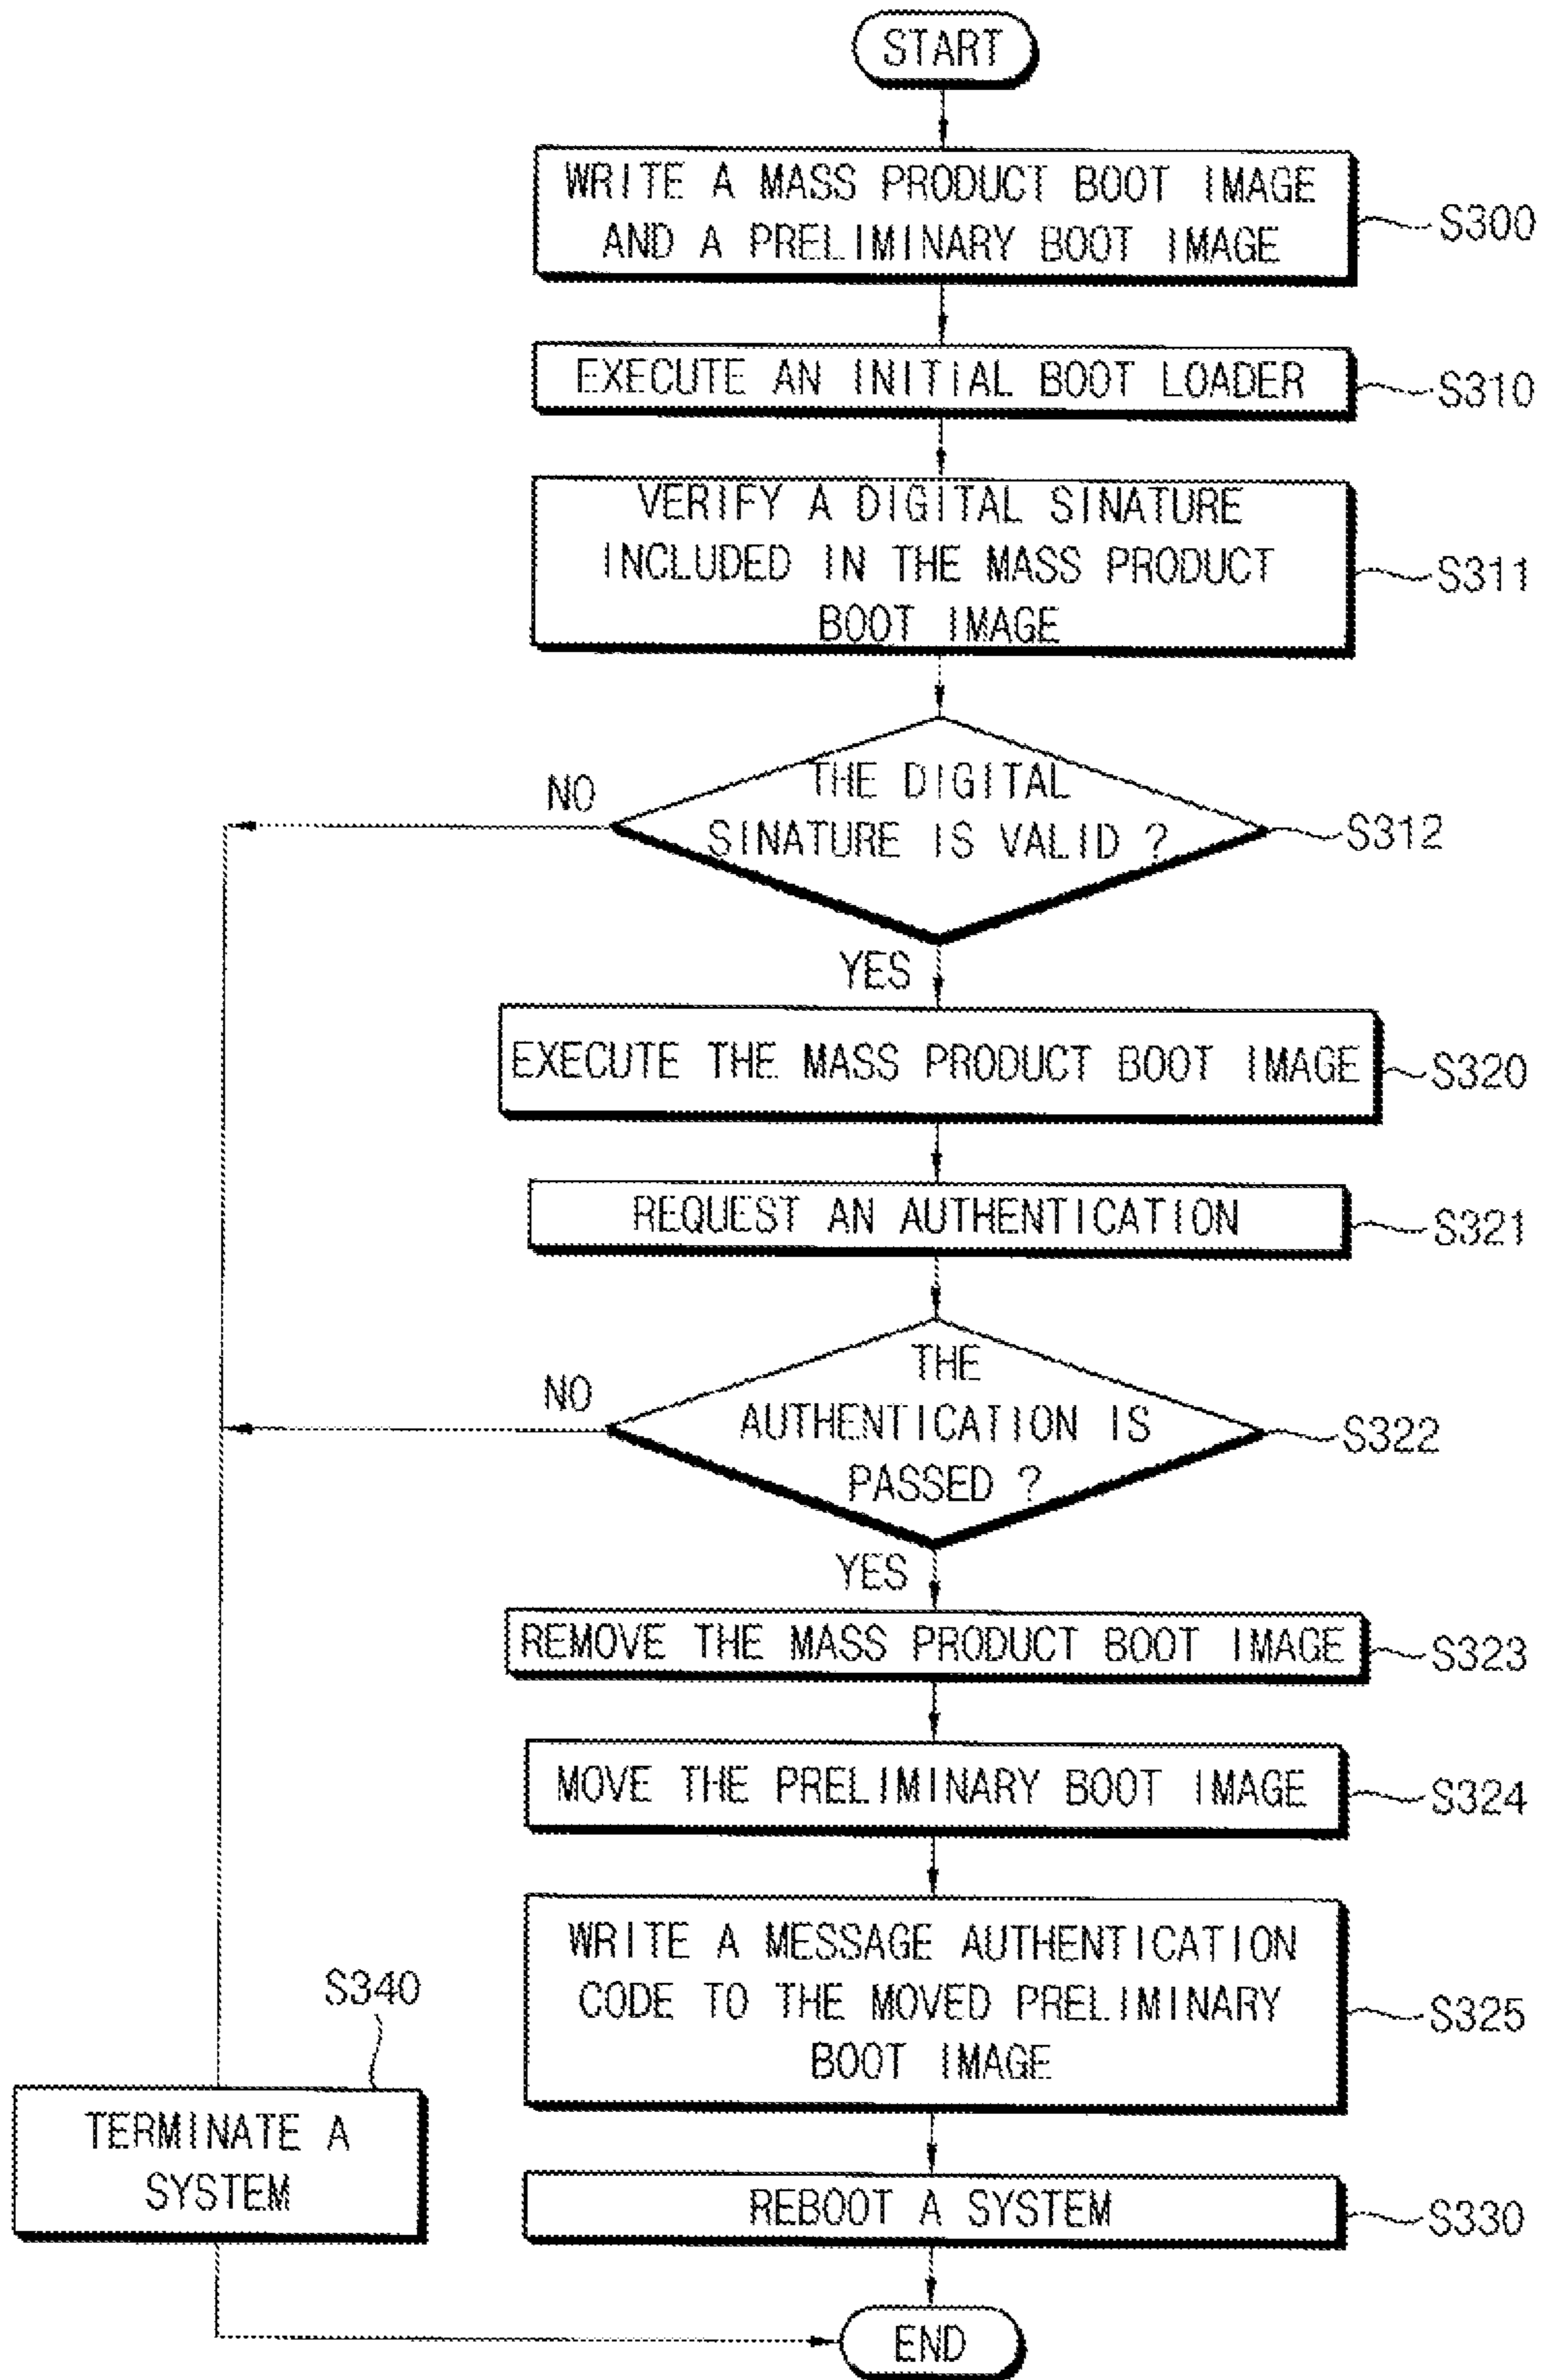 START
WRITE A MASS PRODUCT BOOT IMAGE
AND A PRELIMINARY BOOT IMAGE
S300
EXECUTE AN INITIAL BOOT LOADER
S310
VERIFY A DIGITAL SINATURE
INCLUDED IN THE MASS PRODUCT
BOOT IMAGE
S311
THE DIGITAL
SINATURE IS VALID ?
S312
NO
YES
EXECUTE THE MASS PRODUCT BOOT IMAGE
S320
REQUEST AN AUTHENTICATION
S321
THE
AUTHENTICATION IS
PASSED ?
S322
NO
YES
REMOVE THE MASS PRODUCT BOOT IMAGE
S323
MOVE THE PRELIMINARY BOOT IMAGE
S324
WRITE A MESSAGE AUTHENTICATION
CODE TO THE MOVED PRELIMINARY
BOOT IMAGE
S325
S340
TERMINATE A
SYSTEM
REBOOT A SYSTEM
S330
END